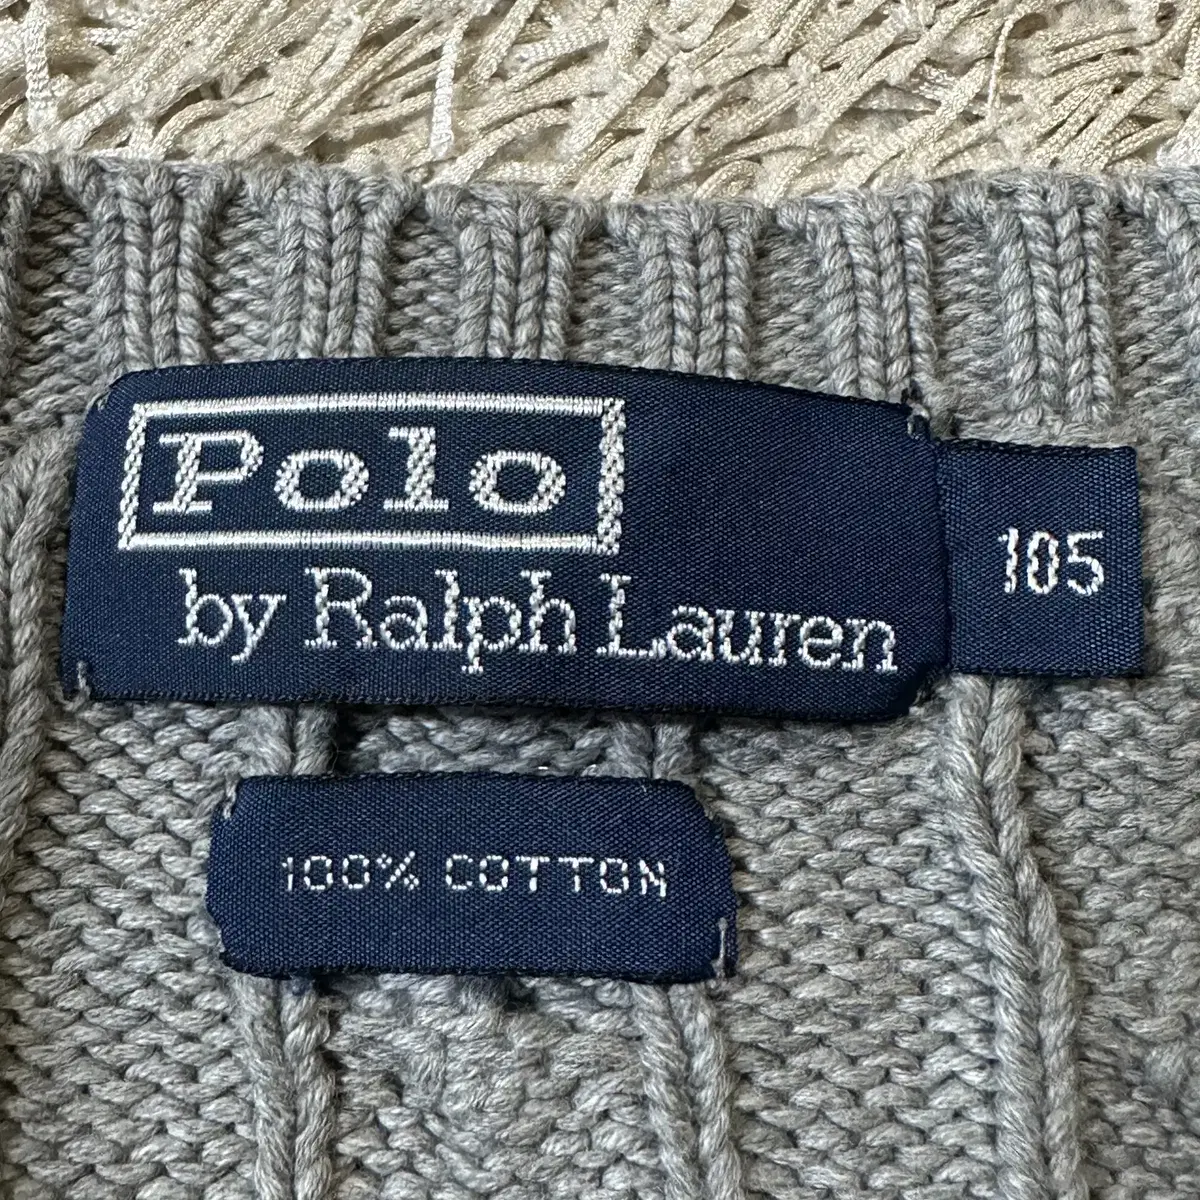 Polo
by Ralph Lauren
105
100% COTTON